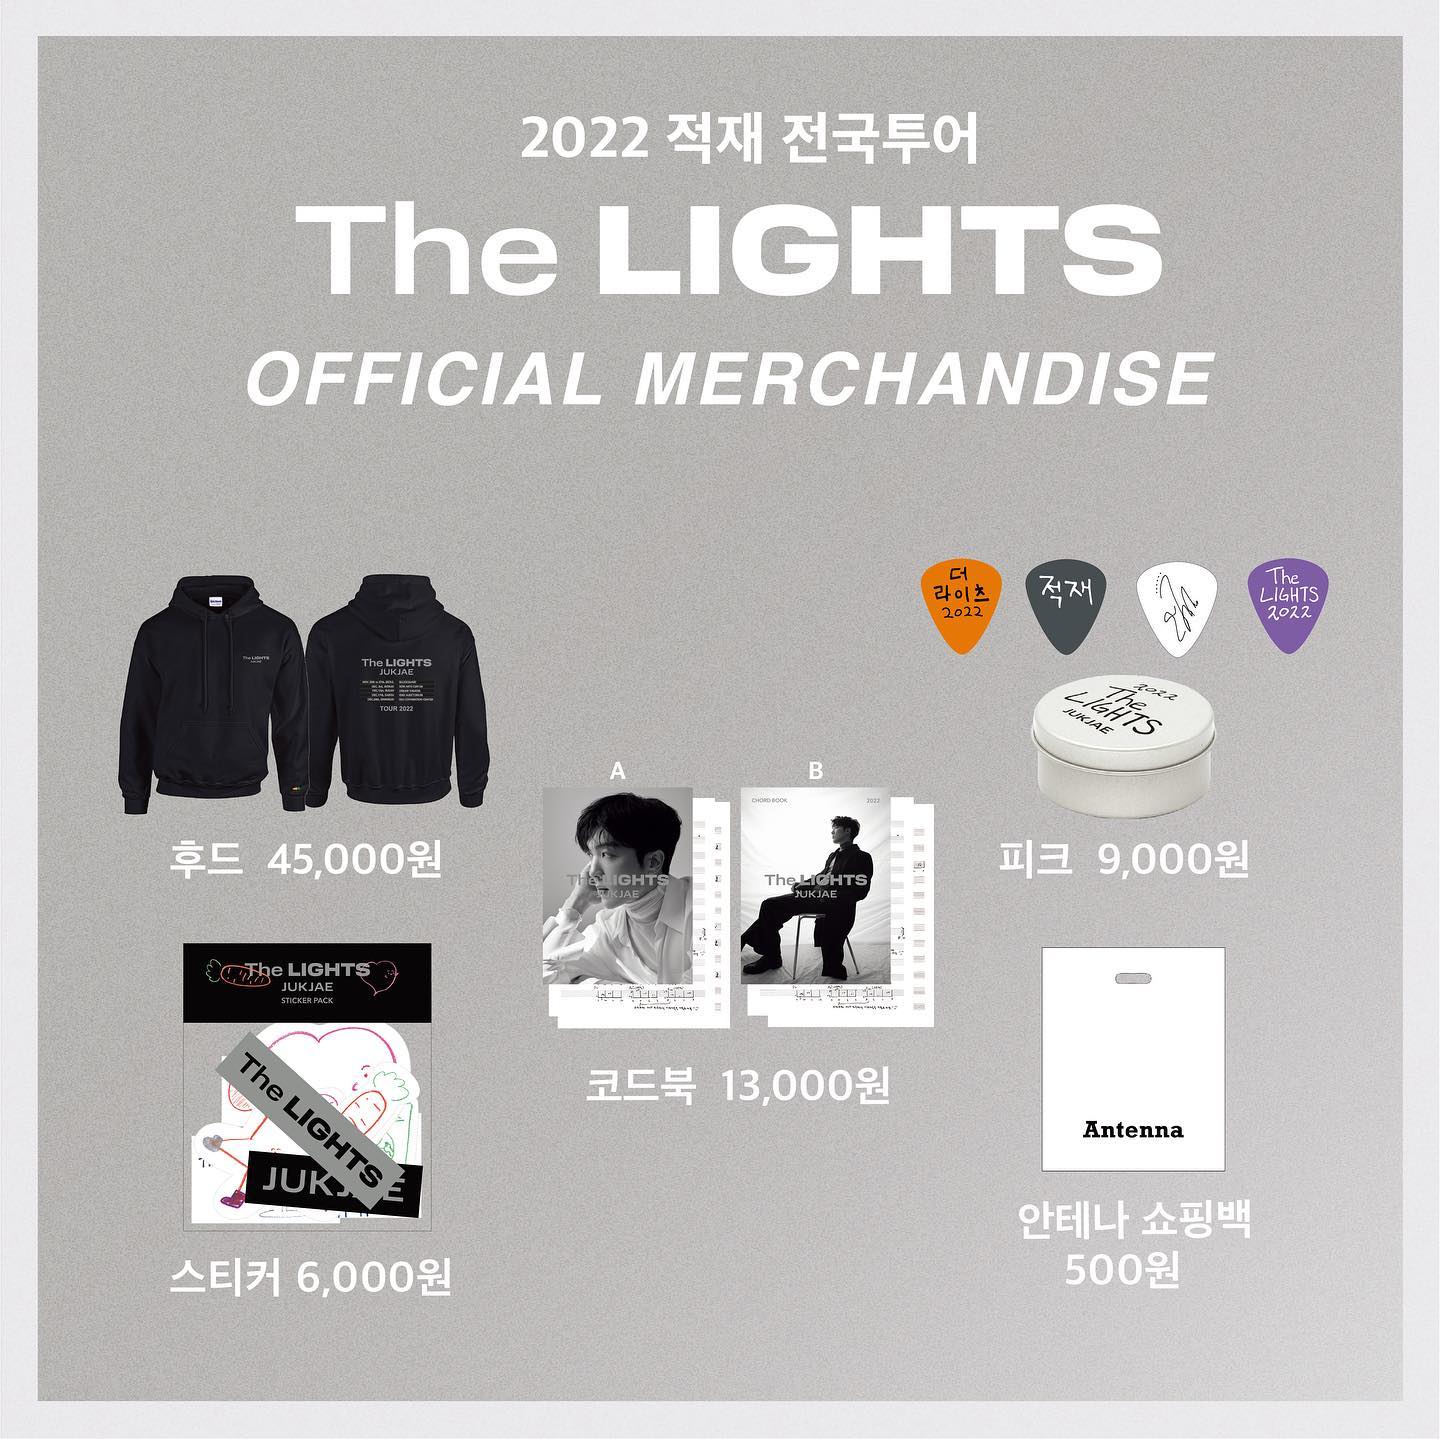 2022 적재 전국투어
The LIGHTS
OFFICIAL MERCHANDISE
The LIGHTS
JUKJAE
The LIGHTS
JUKJAE
TOUR 2022
후드 45,000원
더
라이츠
2022
적재
The
LIGHTS
2022
2022
The
LIGHTS
JUKJAE
피크 9,000원
A
The LIGHTS
JUKJAE
B
CHORD BOOK 2022
The LIGHTS
JUKJAE
코드북 13,000원
The LIGHTS
JUKJAE
STICKER PACK
The LIGHTS
JUKJAE
스티커 6,000원
Antenna
안테나 쇼핑백
500원